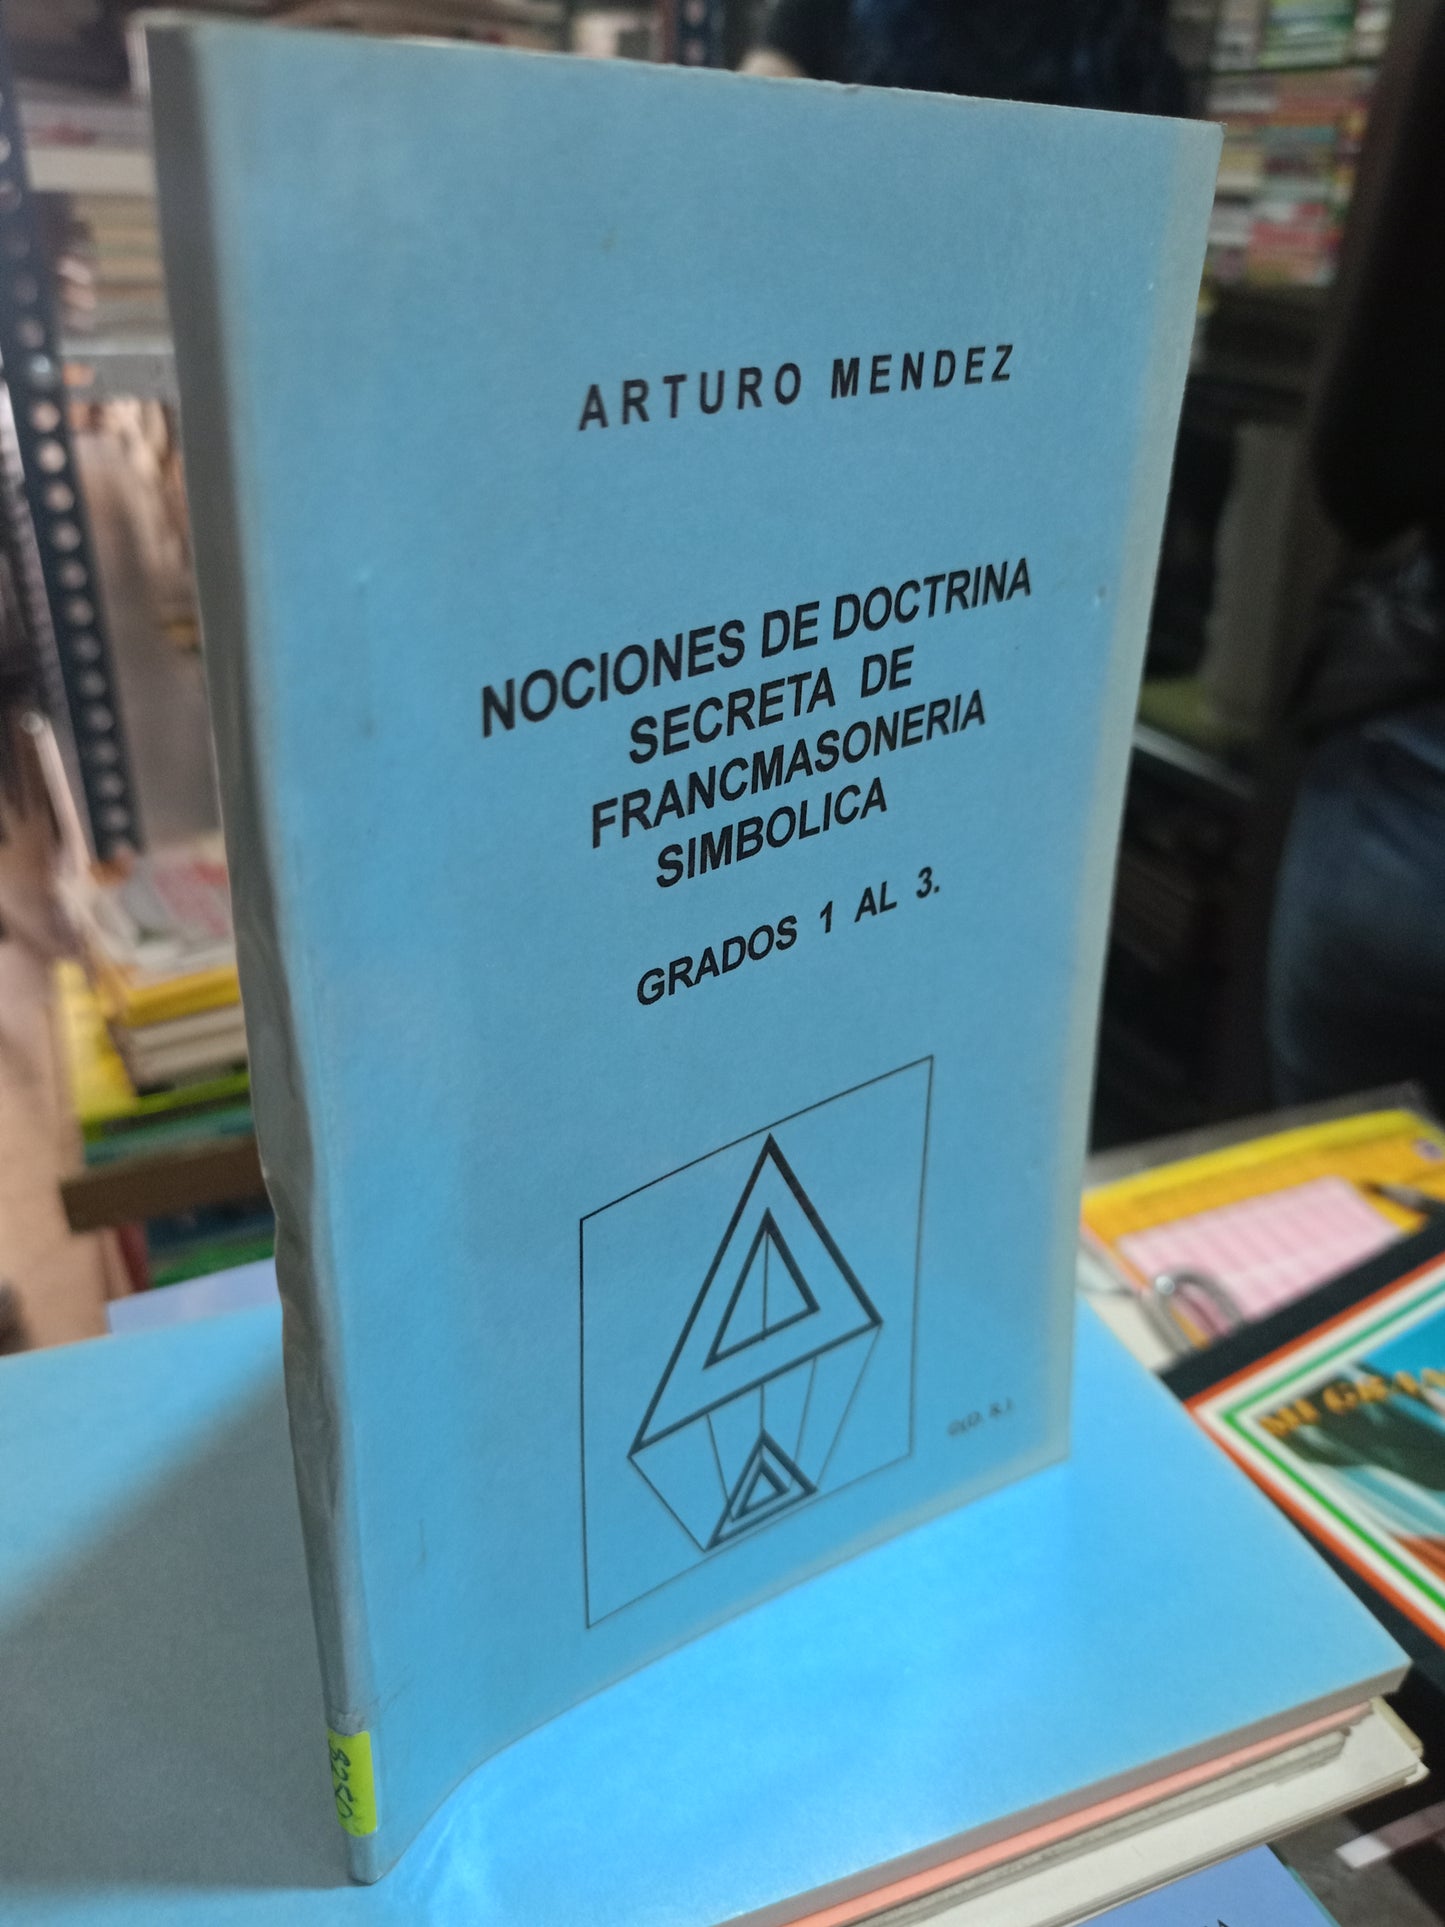 ARTURO MENDEZ
NOCIONES DE DOCTRINA
SECRETA DE
FRANCMASONERIA
SIMBOLICA
GRADOS 1 AL 3.